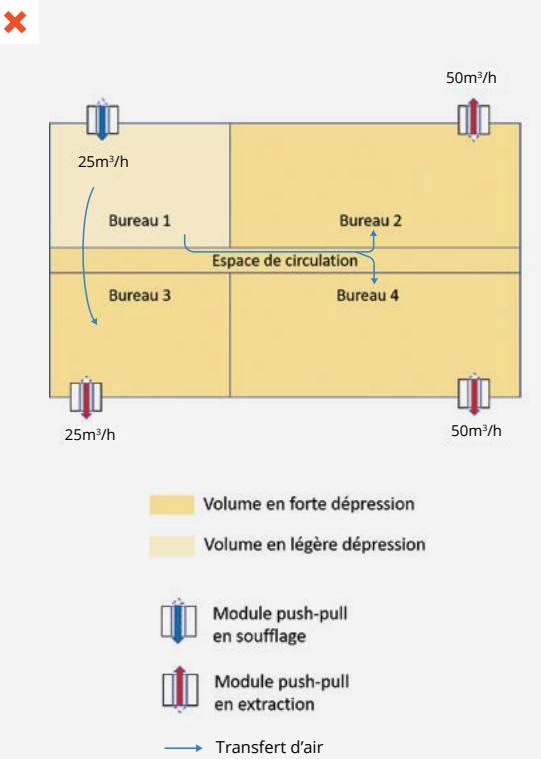 50m³/h
25m³/h
Bureau 1
Bureau 2
Espace de circulation
Bureau 3
Bureau 4
25m³/h
50m³/h
Volume en forte dépression
Volume en légère dépression
Module push-pull
en soufflage
Module push-pull
en extraction
Transfert d’air